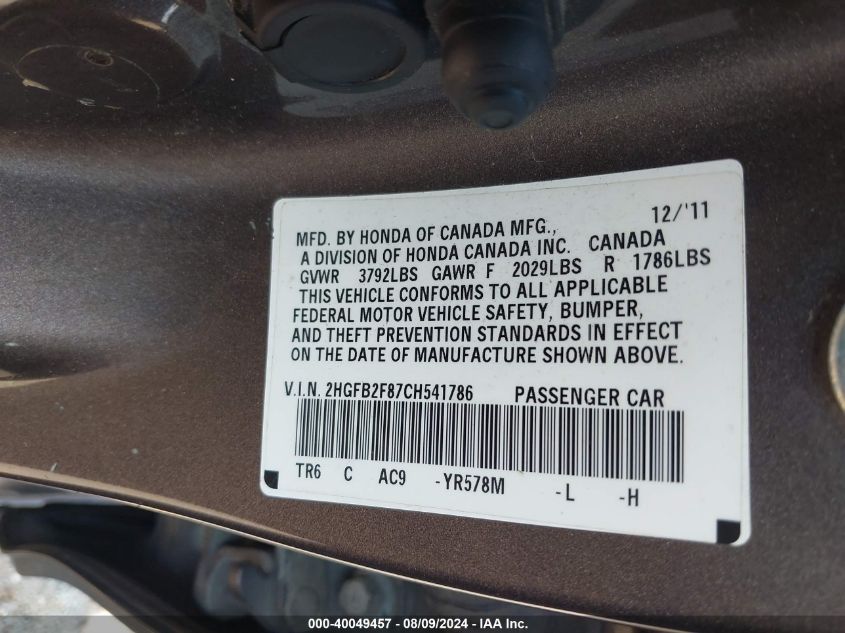 12/'11
MFD. BY HONDA OF CANADA MFG.,
A DIVISION OF HONDA CANADA INC. CANADA
GVWR 3792LBS GAWR F 2029LBS R 1786LBS
THIS VEHICLE CONFORMS TO ALL APPLICABLE
FEDERAL MOTOR VEHICLE SAFETY, BUMPER,
AND THEFT PREVENTION STANDARDS IN EFFECT
ON THE DATE OF MANUFACTURE SHOWN ABOVE.
V.I.N. 2HGFB2F87CH541786 PASSENGER CAR
TR6 C AC9 -YR578M -L -H
000-40049457 - 08/09/2024 - IAA Inc.